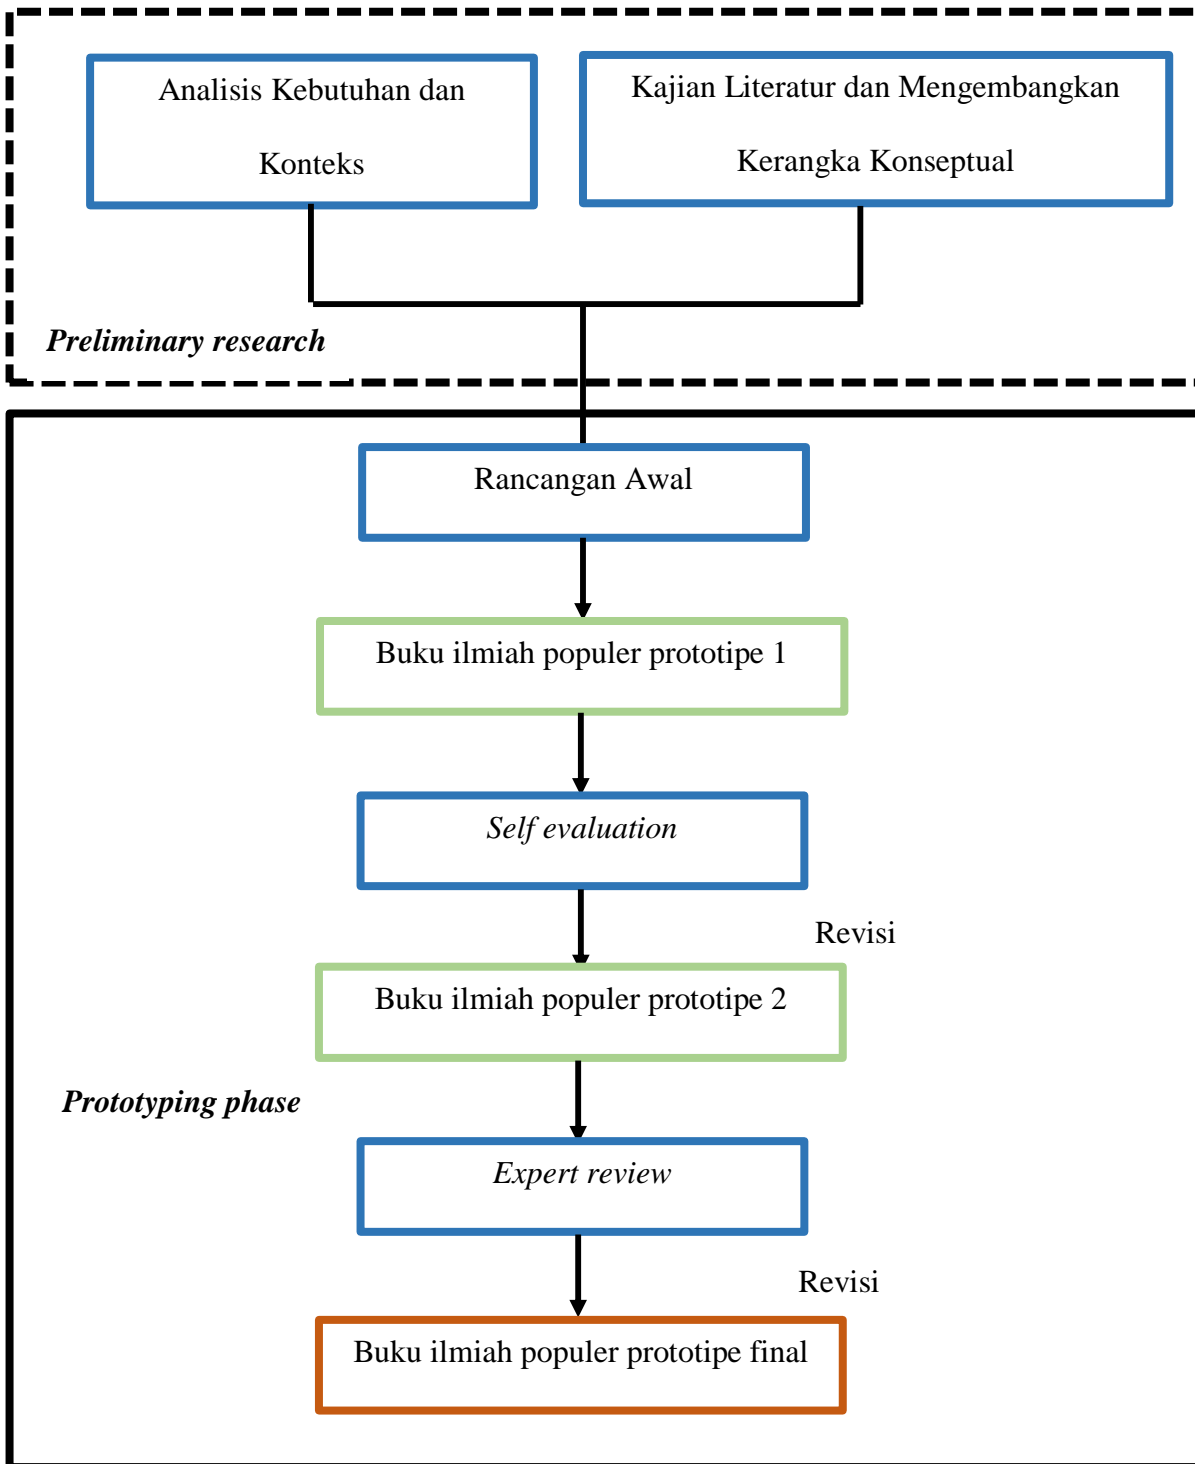 Analisis Kebutuhan dan
Konteks
Kajian Literatur dan Mengembangkan
Kerangka Konseptual
Preliminary research
Rancangan Awal
Buku ilmiah populer prototipe 1
Self evaluation
Revisi
Buku ilmiah populer prototipe 2
Prototyping phase
Expert review
Revisi
Buku ilmiah populer prototipe final